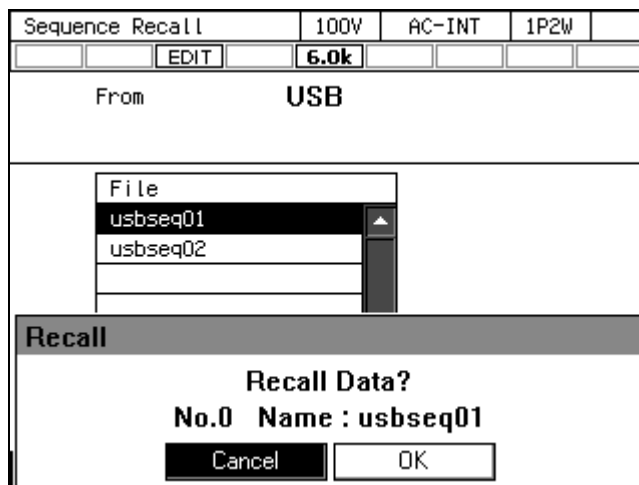 Sequence Recall 100V AC-INT 1P2W
EDIT 6.0k
From USB
File
usbseq01
usbseq02
Recall
Recall Data?
No.0 Name : usbseq01
Cancel OK